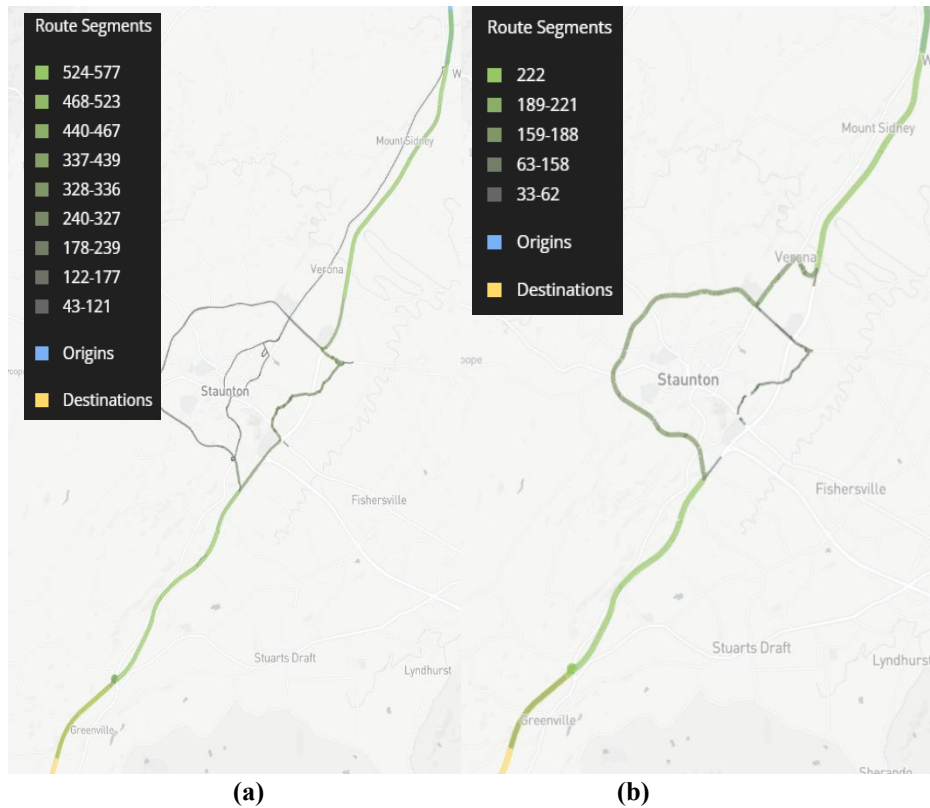 Route Segments
524-577
468-523
440-467
337-439
328-336
240-327
178-239
122-177
43-121
Origins
Destinations
W
Mount Sidney
Verona
Staunton
Fishersville
Stuarts Draft
Lyndhurst
Greenville
(a)
Route Segments
222
189-221
159-188
63-158
33-62
Origins
Destinations
W
Mount Sidney
Verona
ope
Staunton
Fishersville
Stuarts Draft
Lyndhurst
Greenville
Sherando
(b)